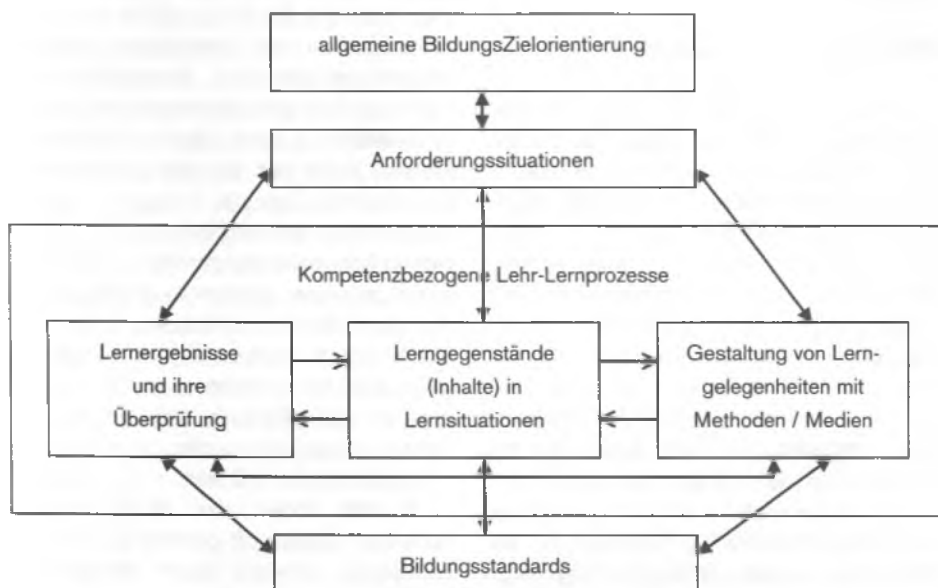 allgemeine BildungsZielorientierung
Anforderungssituationen
Kompetenzbezogene Lehr-Lernprozesse
Lernergebnisse
und ihre
Überprüfung
Lerngegenstände
(Inhalte) in
Lernsituationen
Gestaltung von Lern-
gelegenheiten mit
Methoden / Medien
Bildungsstandards